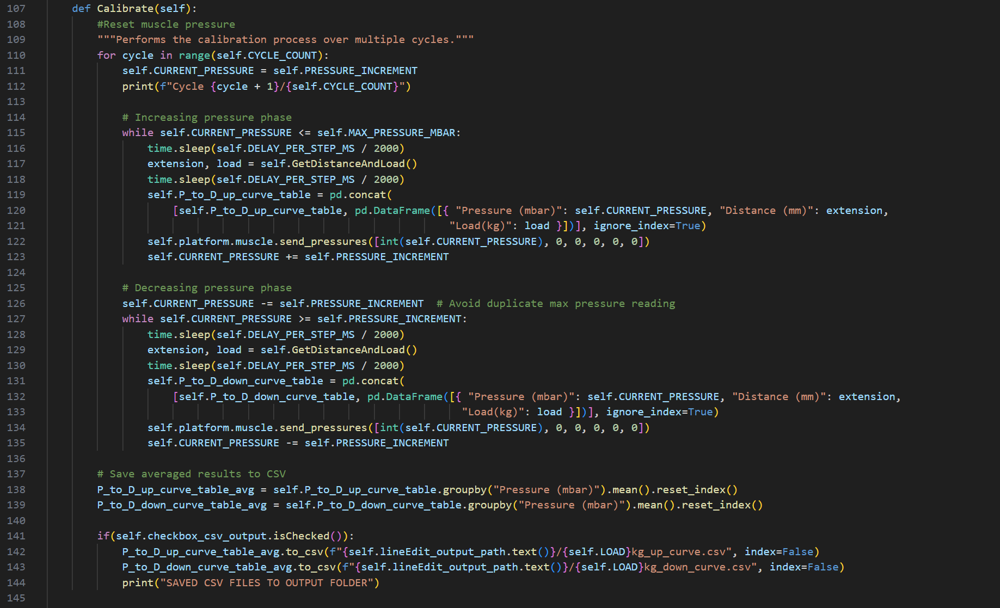 107 def Calibrate(self):
108 #Reset muscle pressure
109 """Performs the calibration process over multiple cycles."""
110 for cycle in range(self.CYCLE_COUNT):
111 self.CURRENT_PRESSURE = self.PRESSURE_INCREMENT
112 print(f"Cycle {cycle + 1}/{self.CYCLE_COUNT}")
113
114 # Increasing pressure phase
115 while self.CURRENT_PRESSURE <= self.MAX_PRESSURE_MBAR:
116 time.sleep(self.DELAY_PER_STEP_MS / 2000)
117 extension, load = self.GetDistanceAndLoad()
118 time.sleep(self.DELAY_PER_STEP_MS / 2000)
119 self.P_to_D_up_curve_table = pd.concat(
120 [self.P_to_D_up_curve_table, pd.DataFrame([{ "Pressure (mbar)": self.CURRENT_PRESSURE, "Distance (mm)": extension,
121 "Load(kg)": load }])], ignore_index=True)
122 self.platform.muscle.send_pressures([int(self.CURRENT_PRESSURE), 0, 0, 0, 0, 0])
123 self.CURRENT_PRESSURE += self.PRESSURE_INCREMENT
124
125 # Decreasing pressure phase
126 self.CURRENT_PRESSURE -= self.PRESSURE_INCREMENT  # Avoid duplicate max pressure reading
127 while self.CURRENT_PRESSURE >= self.PRESSURE_INCREMENT:
128 time.sleep(self.DELAY_PER_STEP_MS / 2000)
129 extension, load = self.GetDistanceAndLoad()
130 time.sleep(self.DELAY_PER_STEP_MS / 2000)
131 self.P_to_D_down_curve_table = pd.concat(
132 [self.P_to_D_down_curve_table, pd.DataFrame([{ "Pressure (mbar)": self.CURRENT_PRESSURE, "Distance (mm)": extension,
133 "Load(kg)": load }])], ignore_index=True)
134 self.platform.muscle.send_pressures([int(self.CURRENT_PRESSURE), 0, 0, 0, 0, 0])
135 self.CURRENT_PRESSURE -= self.PRESSURE_INCREMENT
136
137 # Save averaged results to CSV
138 P_to_D_up_curve_table_avg = self.P_to_D_up_curve_table.groupby("Pressure (mbar)").mean().reset_index()
139 P_to_D_down_curve_table_avg = self.P_to_D_down_curve_table.groupby("Pressure (mbar)").mean().reset_index()
140
141 if(self.checkbox_csv_output.isChecked()):
142 P_to_D_up_curve_table_avg.to_csv(f"{self.lineEdit_output_path.text()}/{self.LOAD}kg_up_curve.csv", index=False)
143 P_to_D_down_curve_table_avg.to_csv(f"{self.lineEdit_output_path.text()}/{self.LOAD}kg_down_curve.csv", index=False)
144 print("SAVED CSV FILES TO OUTPUT FOLDER")
145